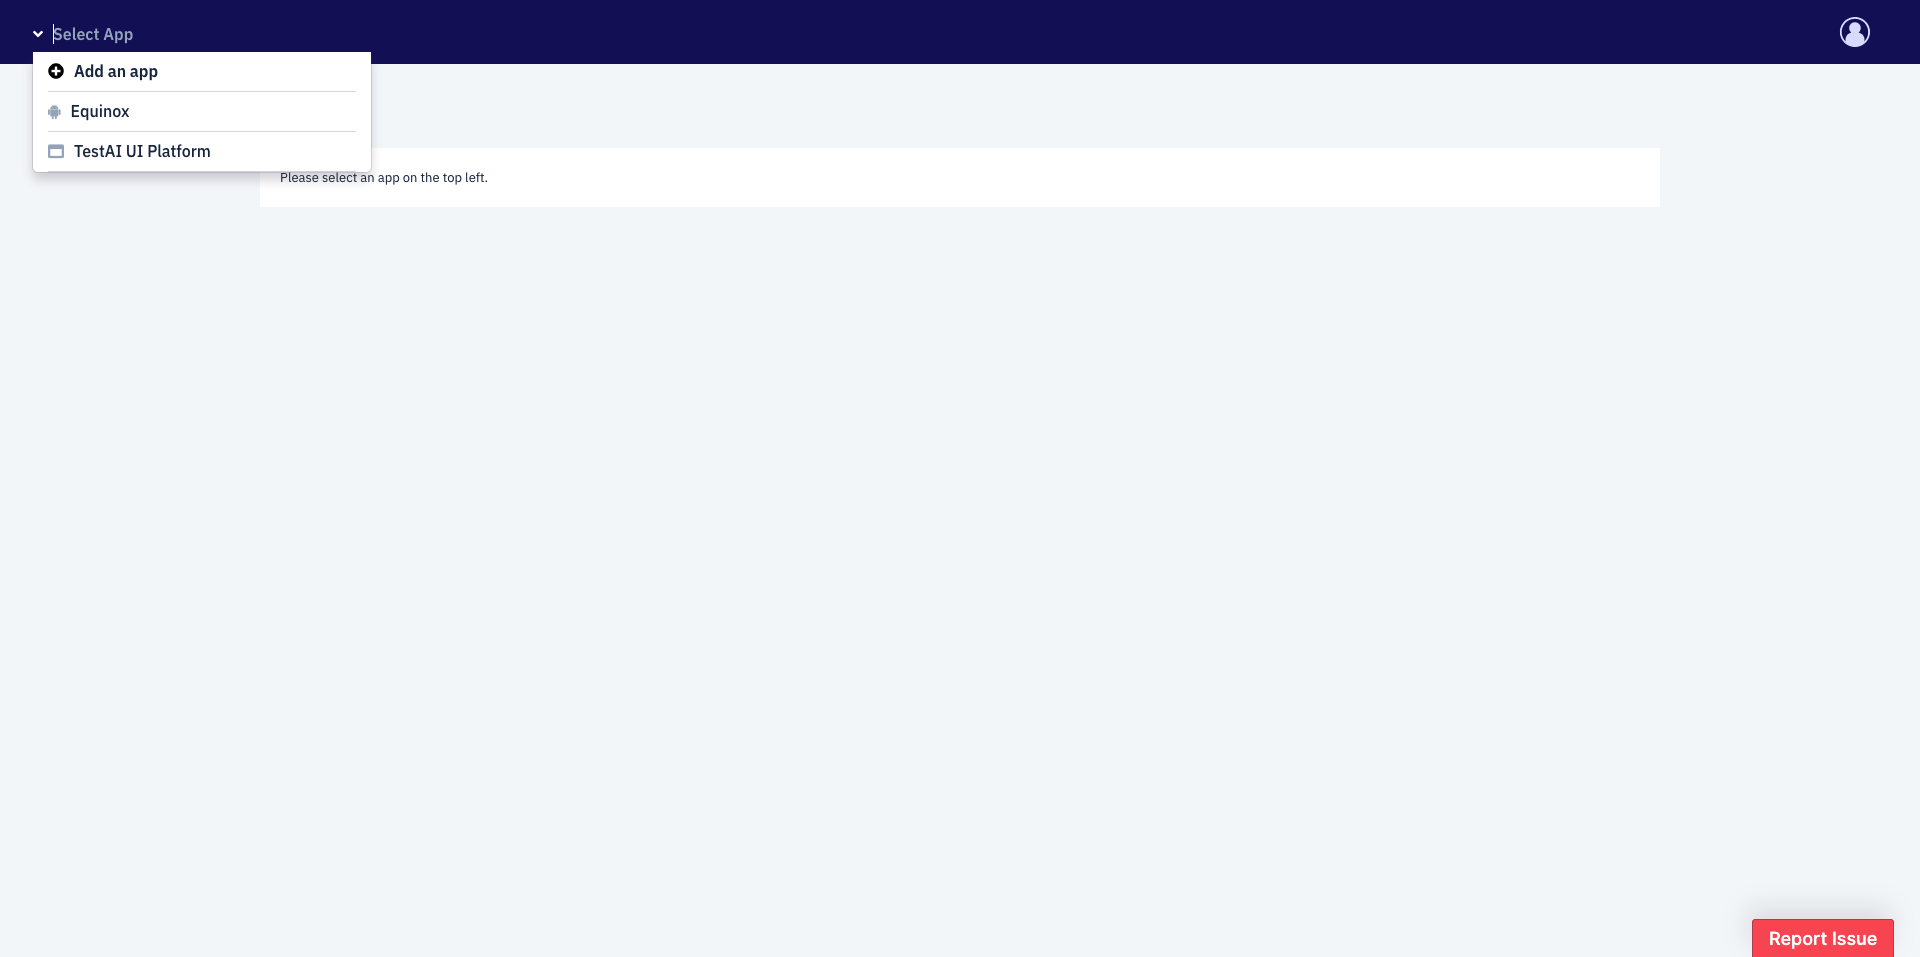 Select App
Add an app
Equinox
TestAI UI Platform
Please select an app on the top left.
Report Issue